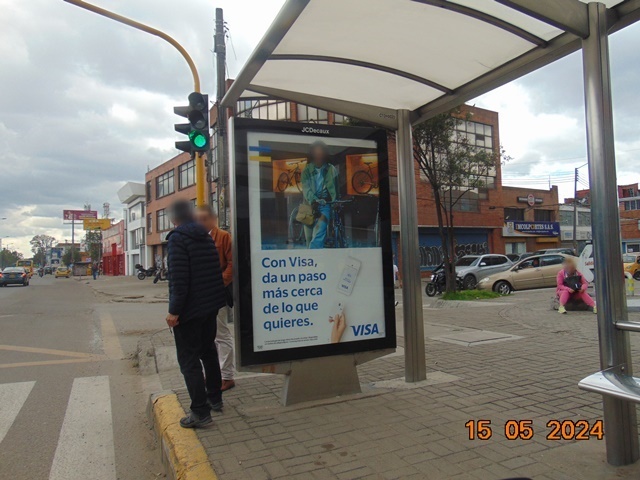 JCDecaux
Con Visa,
da un paso
más cerca
de lo que
quieres.
VISA
15 05 2024